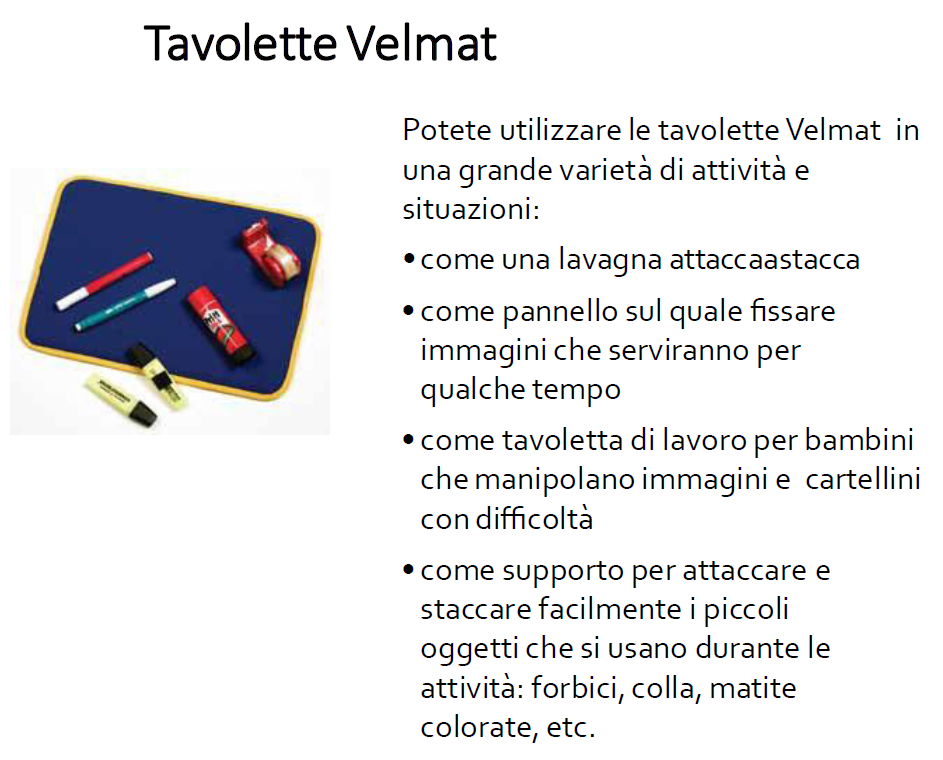 Tavolette Velmat
Potete utilizzare le tavolette Velmat in
una grande varietà di attività e
situazioni:
• come una lavagna attaccaastacca
• come pannello sul quale fissare
immagini che serviranno per
qualche tempo
• come tavoletta di lavoro per bambini
che manipolano immagini e cartellini
con difficoltà
• come supporto per attaccare e
staccare facilmente i piccoli
oggetti che si usano durante le
attività: forbici, colla, matite
colorate, etc.